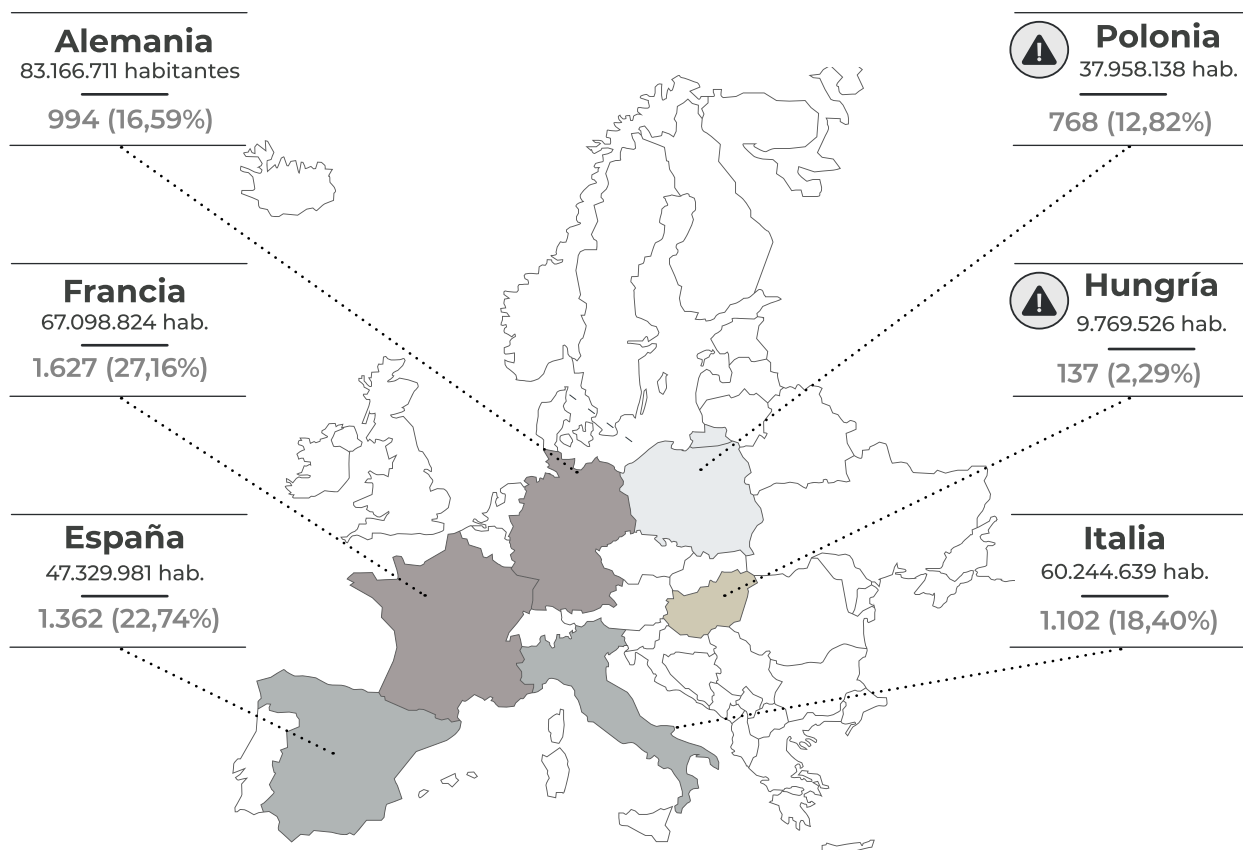 Alemania
83.166.711 habitantes
994 (16,59%)
Francia
67.098.824 hab.
1.627 (27,16%)
España
47.329.981 hab.
1.362 (22,74%)
Polonia
37.958.138 hab.
768 (12,82%)
Hungría
9.769.526 hab.
137 (2,29%)
Italia
60.244.639 hab.
1.102 (18,40%)